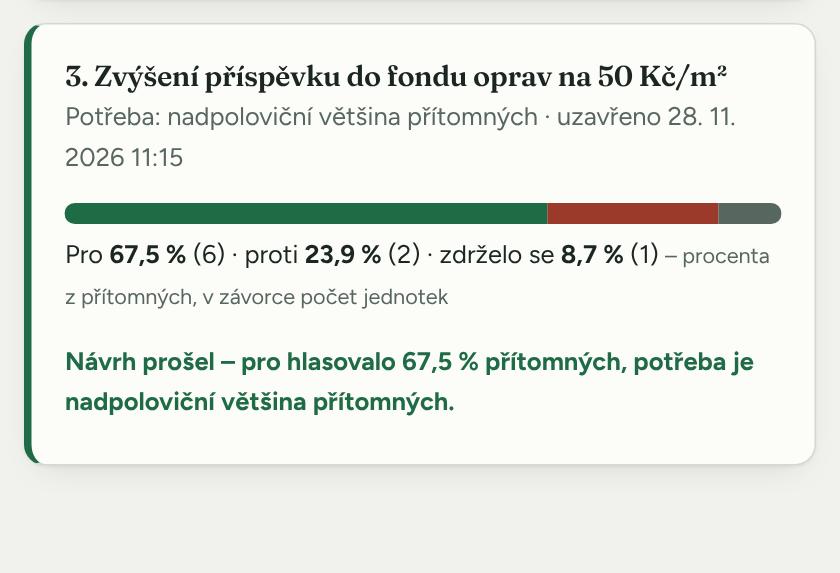 3. Zvýšení příspěvku do fondu oprav na 50 Kč/m²
Potřeba: nadpoloviční většina přítomných · uzavřeno 28. 11.
2026 11:15
Pro 67,5 % (6) · proti 23,9 % (2) · zdrželo se 8,7 % (1) – procenta
z přítomných, v závorce počet jednotek
Návrh prošel – pro hlasovalo 67,5 % přítomných, potřeba je
nadpoloviční většina přítomných.